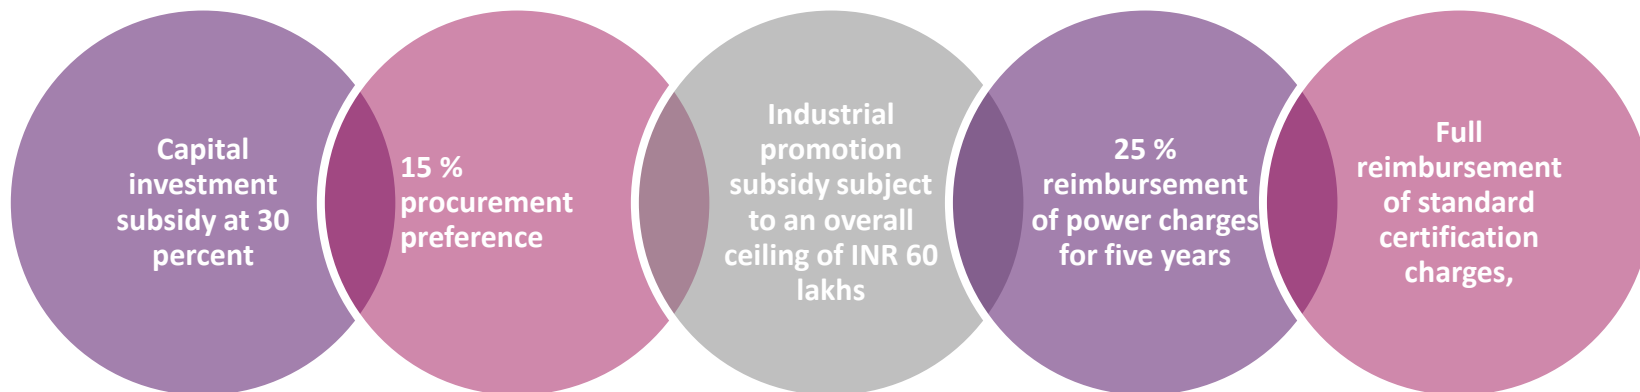 Capital
investment
subsidy at 30
percent
15 %
procurement
preference
Industrial
promotion
subsidy subject
to an overall
ceiling of INR 60
lakhs
25 %
reimbursement
of power charges
for five years
Full
reimbursement
of standard
certification
charges,